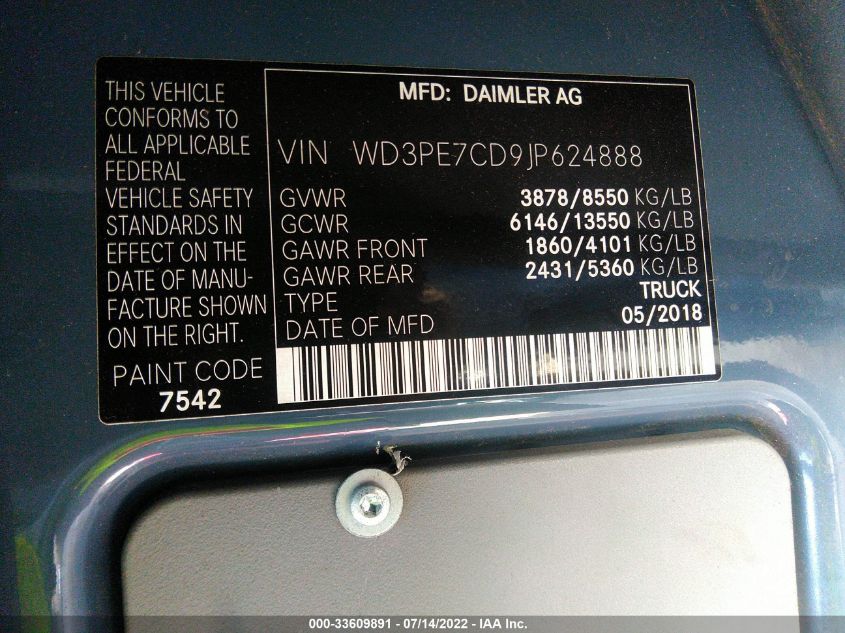 THIS VEHICLE
CONFORMS TO
ALL APPLICABLE
FEDERAL
VEHICLE SAFETY
STANDARDS IN
EFFECT ON THE
DATE OF MANU-
FACTURE SHOWN
ON THE RIGHT.
PAINT CODE
7542
MFD: DAIMLER AG
VIN WD3PE7CD9JP624888
GVWR 3878/8550 KG/LB
GCWR 6146/13550 KG/LB
GAWR FRONT 1860/4101 KG/LB
GAWR REAR 2431/5360 KG/LB
TYPE TRUCK
DATE OF MFD 05/2018
000-33609891 - 07/14/2022 - IAA Inc.